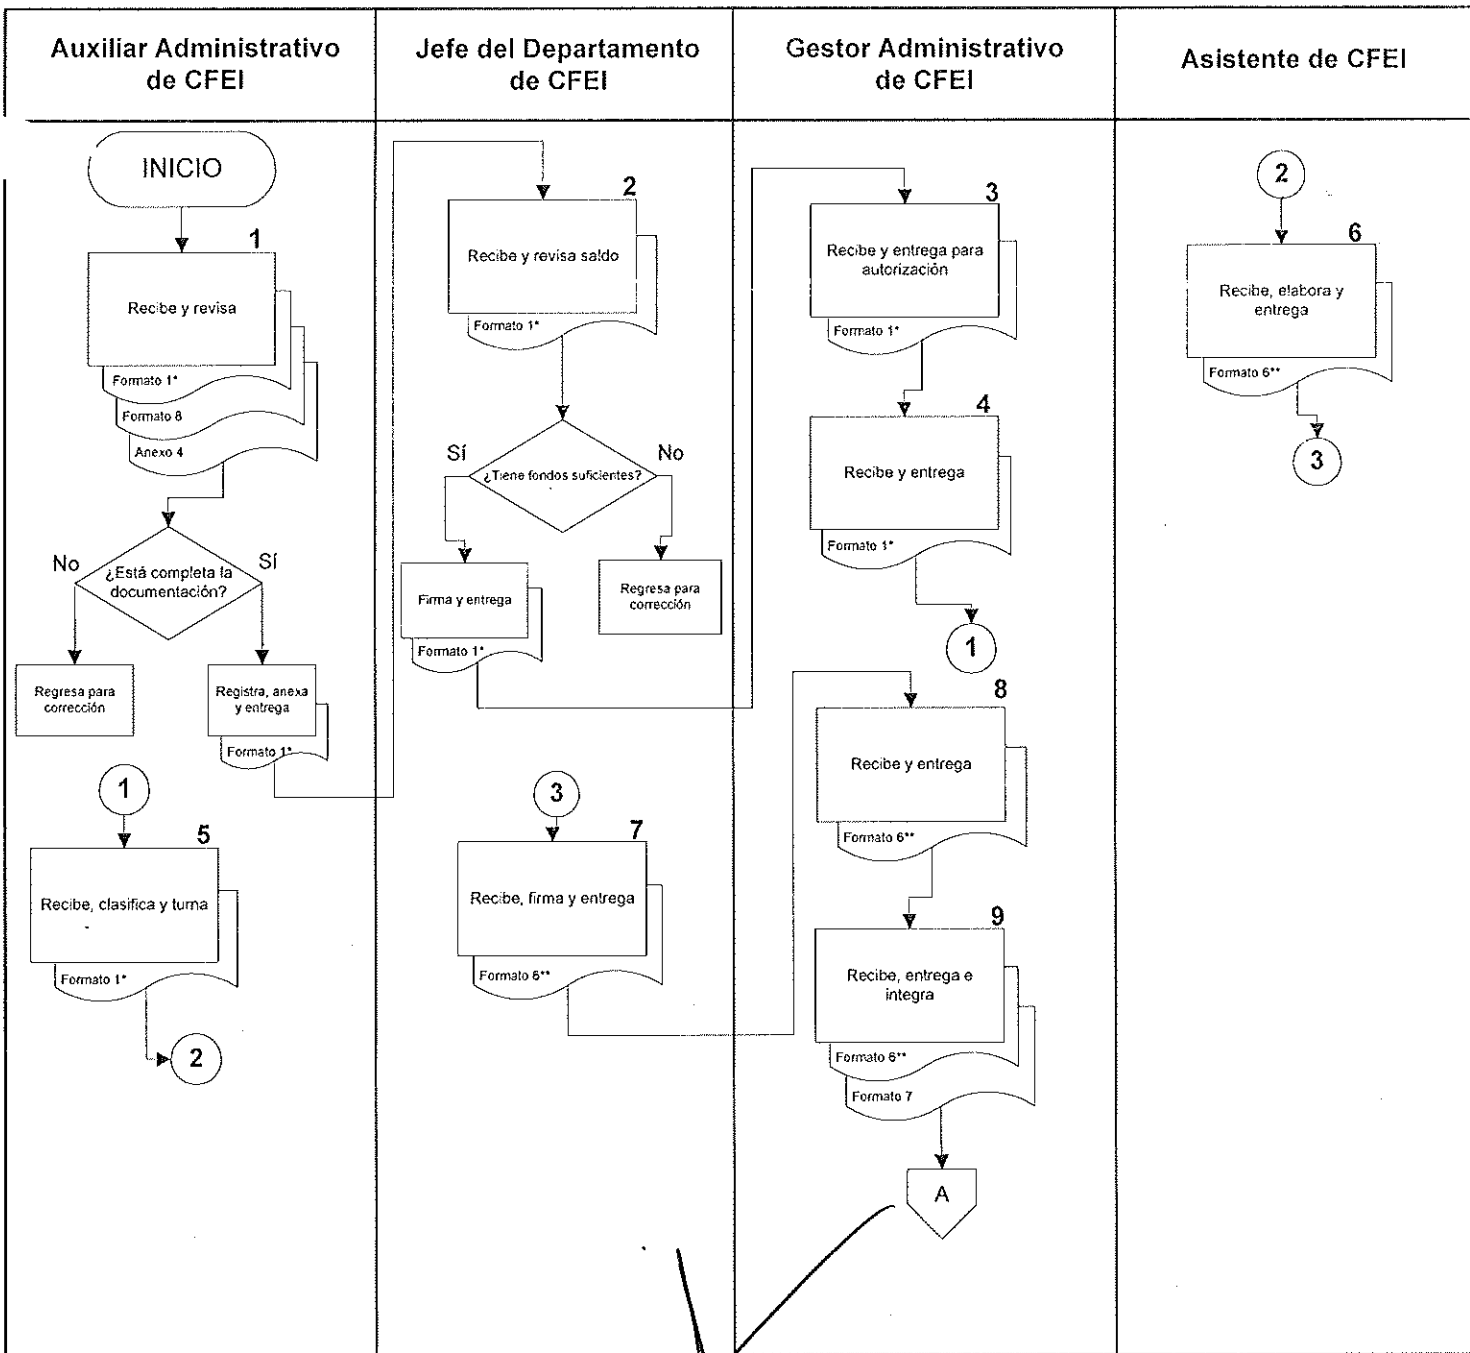 Auxiliar Administrativo
de CFEI
Jefe del Departamento
de CFEI
Gestor Administrativo
de CFEI
Asistente de CFEI
INICIO
1
Recibe y revisa
Formato 1*
Formato 8
Anexo 4
¿Está completa la
documentación?
No
Sí
Regresa para
corrección
Registra, anexa
y entrega
Formato 1*
1
5
Recibe, clasifica y turna
Formato 1*
2
2
Recibe y revisa saldo
Formato 1*
¿Tiene fondos suficientes?
Sí
No
Firma y entrega
Formato 1*
Regresa para
corrección
3
7
Recibe, firma y entrega
Formato 6**
3
Recibe y entrega para
autorización
Formato 1*
4
Recibe y entrega
Formato 1*
1
8
Recibe y entrega
Formato 6**
9
Recibe, entrega e
integra
Formato 6**
Formato 7
A
2
6
Recibe, elabora y
entrega
Formato 6**
3